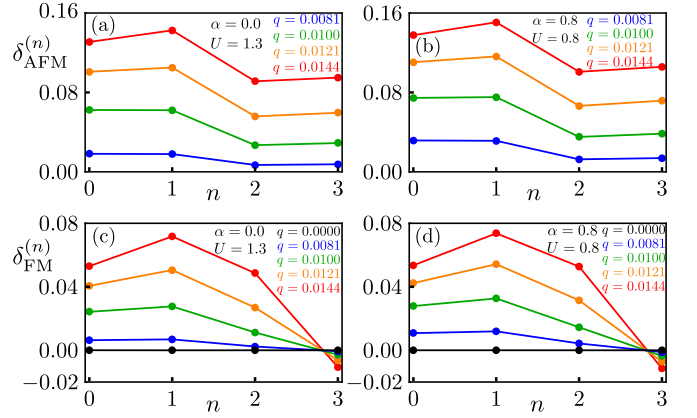 0.16
0.08
0.00
δ_AFM^(n)
(a)
α = 0.0
U = 1.3
q = 0.0081
q = 0.0100
q = 0.0121
q = 0.0144
0 1 n 2 3
0.16
0.08
0.00
(b)
α = 0.8
U = 0.8
q = 0.0081
q = 0.0100
q = 0.0121
q = 0.0144
0 1 n 2 3
0.08
0.04
0.00
−0.02
δ_FM^(n)
(c)
α = 0.0
U = 1.3
q = 0.0000
q = 0.0081
q = 0.0100
q = 0.0121
q = 0.0144
0 1 n 2 3
0.08
0.04
0.00
−0.02
(d)
α = 0.8
U = 0.8
q = 0.0000
q = 0.0081
q = 0.0100
q = 0.0121
q = 0.0144
0 1 n 2 3